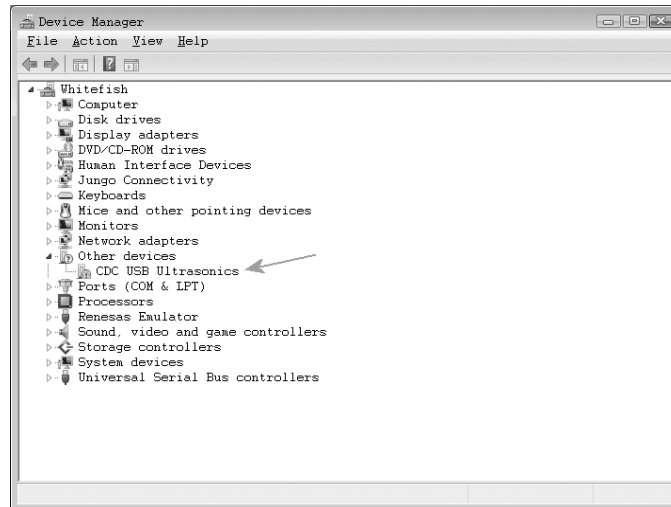 Device Manager
File Action View Help
Whitefish
Computer
Disk drives
Display adapters
DVD/CD-ROM drives
Human Interface Devices
Jungo Connectivity
Keyboards
Mice and other pointing devices
Monitors
Network adapters
Other devices
CDC USB Ultrasonics
Ports (COM & LPT)
Processors
Renesas Emulator
Sound, video and game controllers
Storage controllers
System devices
Universal Serial Bus controllers